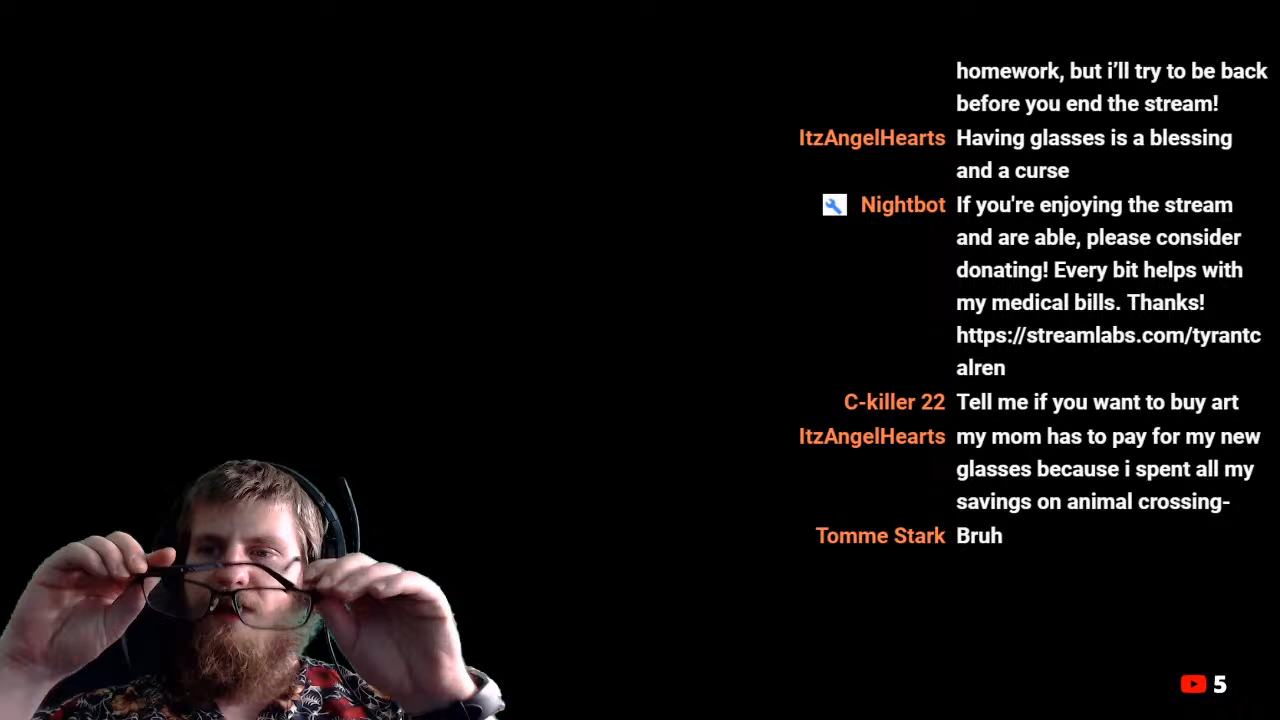 homework, but i’ll try to be back
before you end the stream!
ItzAngelHearts Having glasses is a blessing
and a curse
Nightbot If you're enjoying the stream
and are able, please consider
donating! Every bit helps with
my medical bills. Thanks!
https://streamlabs.com/tyrantc
alren
C-killer 22 Tell me if you want to buy art
ItzAngelHearts my mom has to pay for my new
glasses because i spent all my
savings on animal crossing-
Tomme Stark Bruh
5